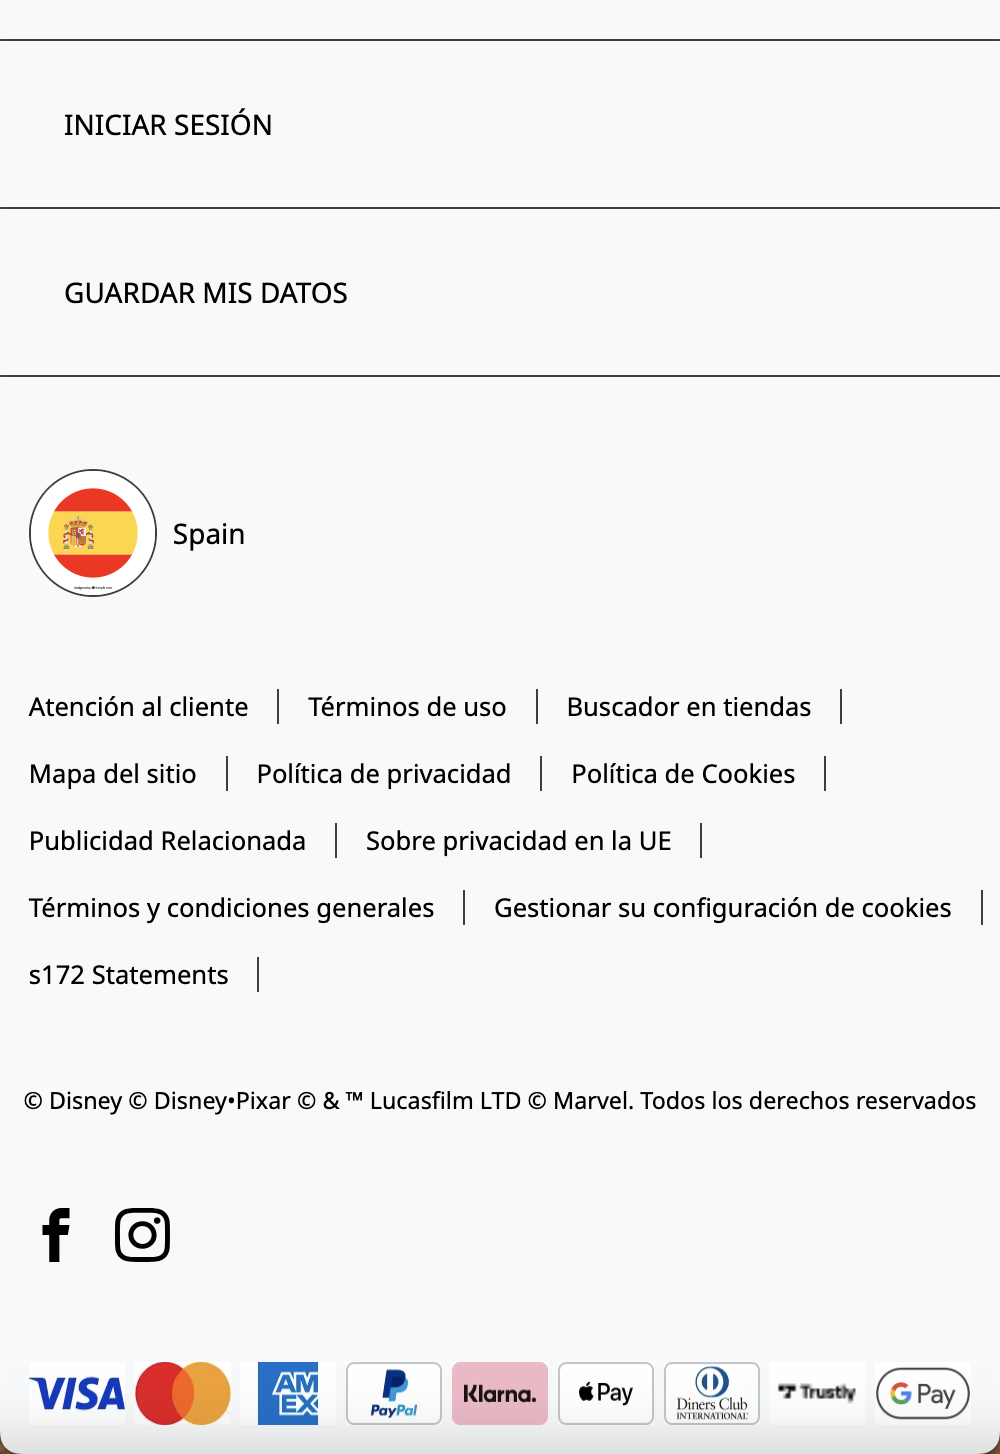 INICIAR SESIÓN
GUARDAR MIS DATOS
Spain
Atención al cliente | Términos de uso | Buscador en tiendas |
Mapa del sitio | Política de privacidad | Política de Cookies |
Publicidad Relacionada | Sobre privacidad en la UE |
Términos y condiciones generales | Gestionar su configuración de cookies |
s172 Statements |
© Disney © Disney•Pixar © & ™ Lucasfilm LTD © Marvel. Todos los derechos reservados
VISA AMEX PayPal Klarna. Pay Diners Club INTERNATIONAL Trustly G Pay